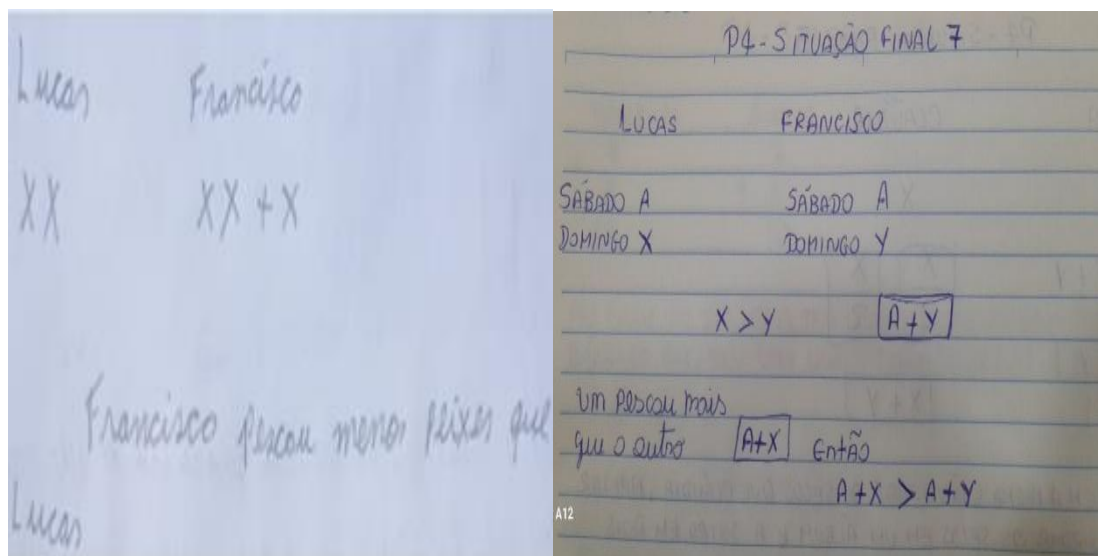 Lucas Francisco
XX XX + X
Francisco pescou menos peixes que
Lucas
P4 - SITUAÇÃO FINAL 7
LUCAS FRANCISCO
SÁBADO A SÁBADO A
DOMINGO X DOMINGO Y
X > Y A + Y
Um pescou mais
que o outro A+X ENTÃO
A+X > A+Y
A12